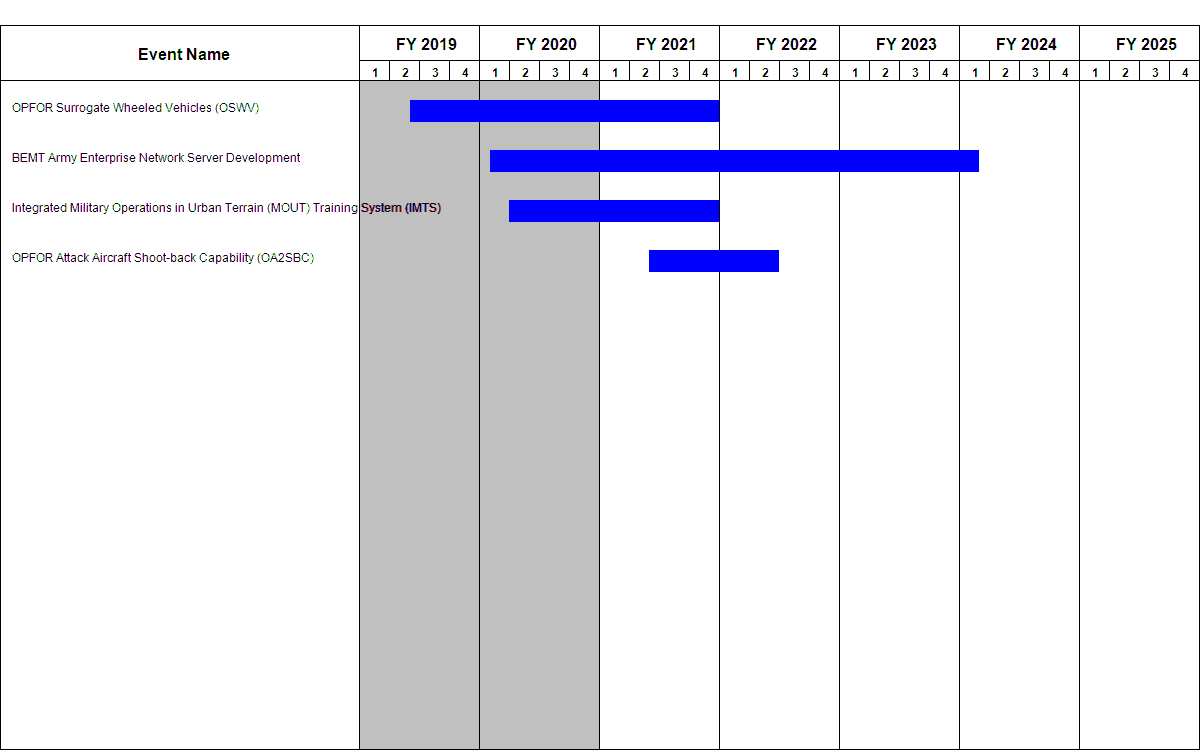 Event Name FY 2019 FY 2020 FY 2021 FY 2022 FY 2023 FY 2024 FY 2025
1 2 3 4 1 2 3 4 1 2 3 4 1 2 3 4 1 2 3 4 1 2 3 4 1 2 3 4
OPFOR Surrogate Wheeled Vehicles (OSWV)
BEMT Army Enterprise Network Server Development
Integrated Military Operations in Urban Terrain (MOUT) Training System (IMTS)
OPFOR Attack Aircraft Shoot-back Capability (OA2SBC)